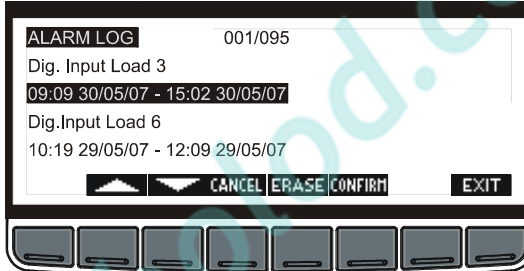 ALARM LOG 001/095
Dig. Input Load 3
09:09 30/05/07 - 15:02 30/05/07
Dig.Input Load 6
10:19 29/05/07 - 12:09 29/05/07
CANCEL ERASE CONFIRM EXIT